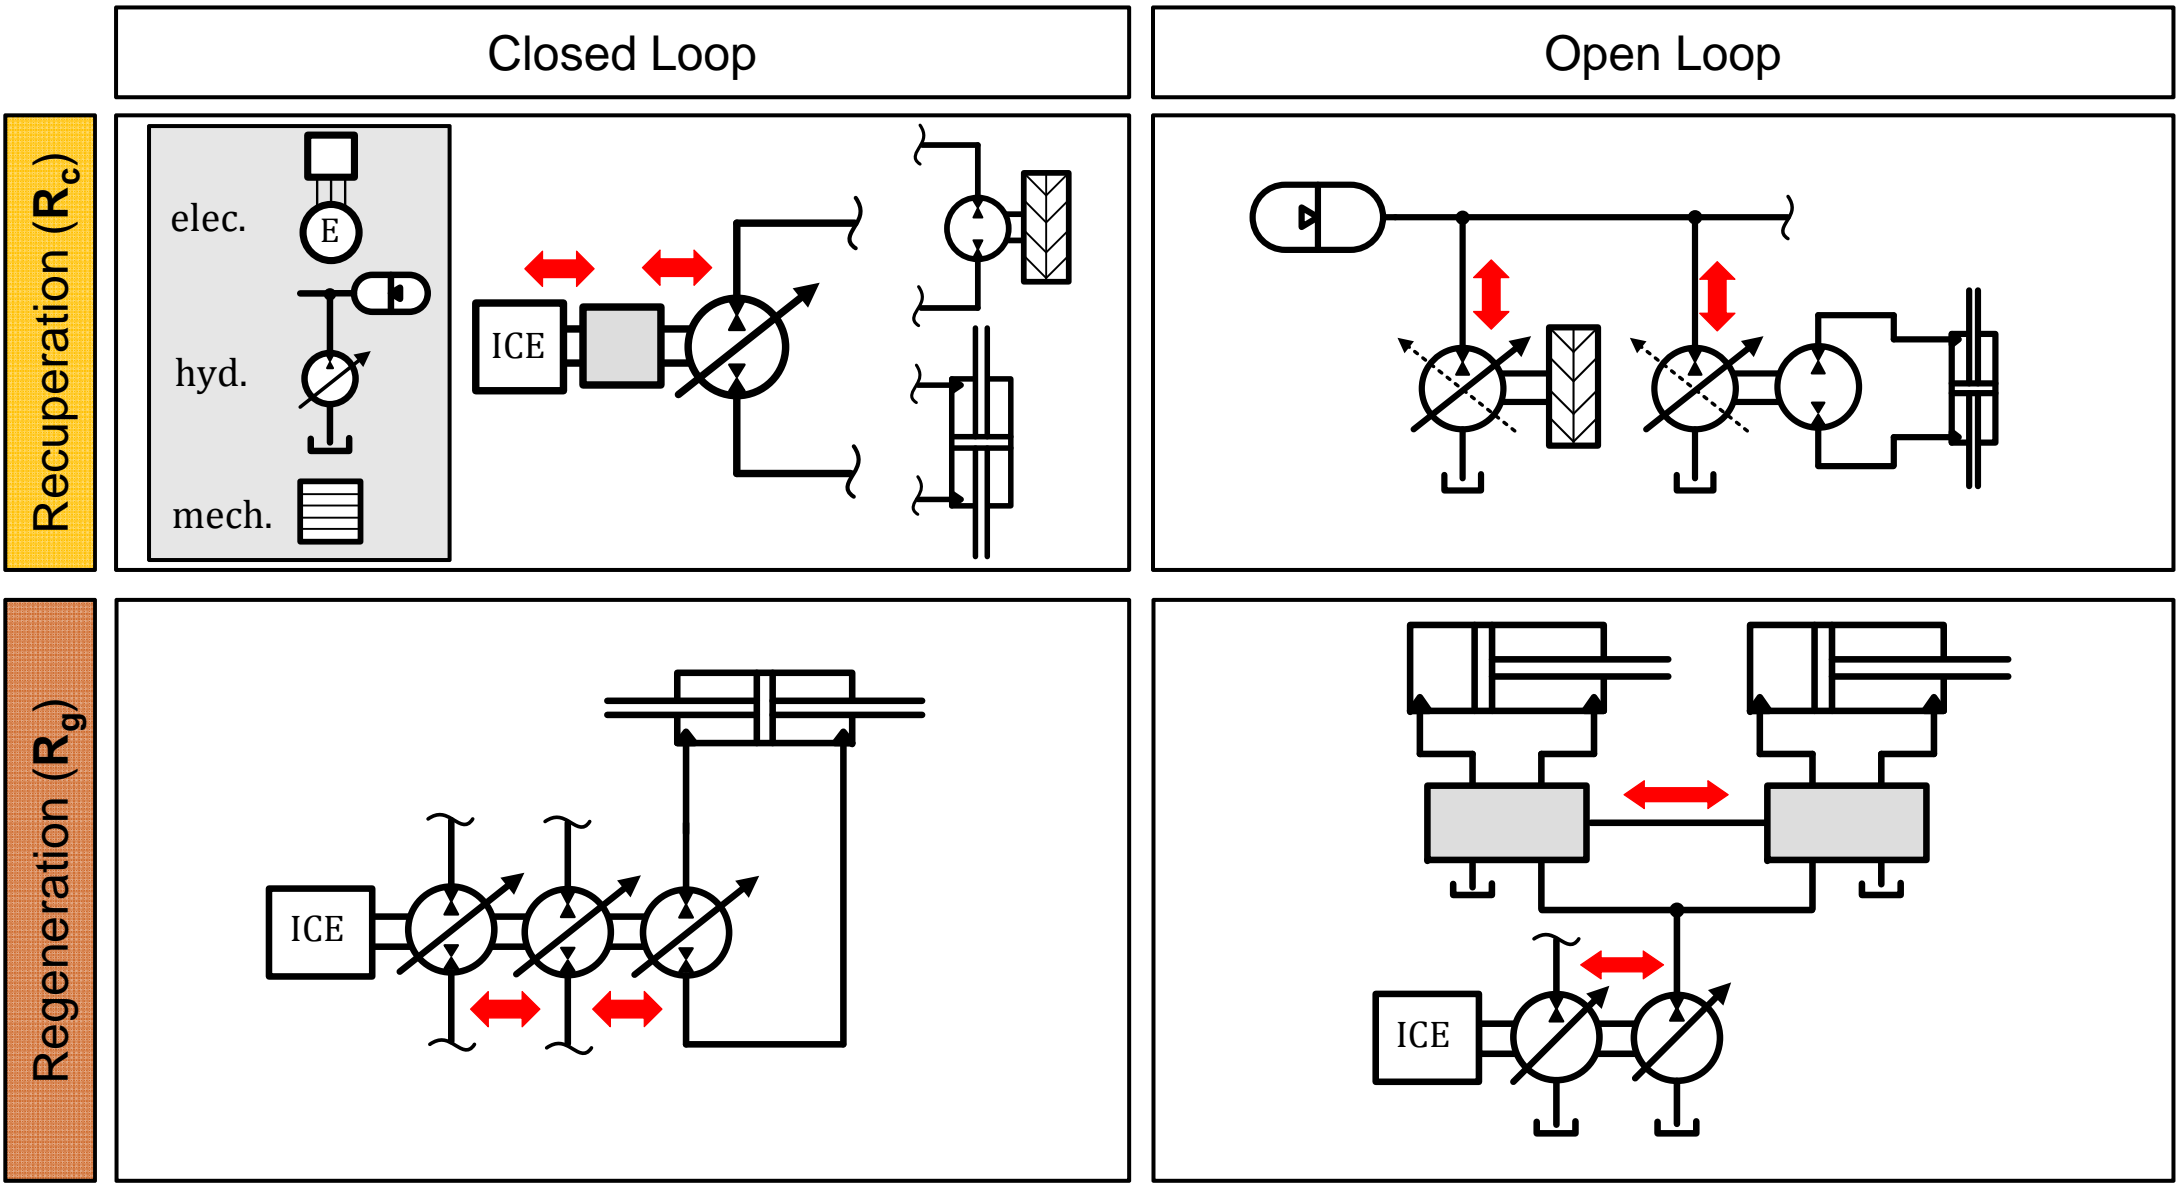 Closed Loop
Open Loop
Recuperation (Rc)
elec.
E
hyd.
mech.
ICE
Regeneration (Rg)
ICE
ICE